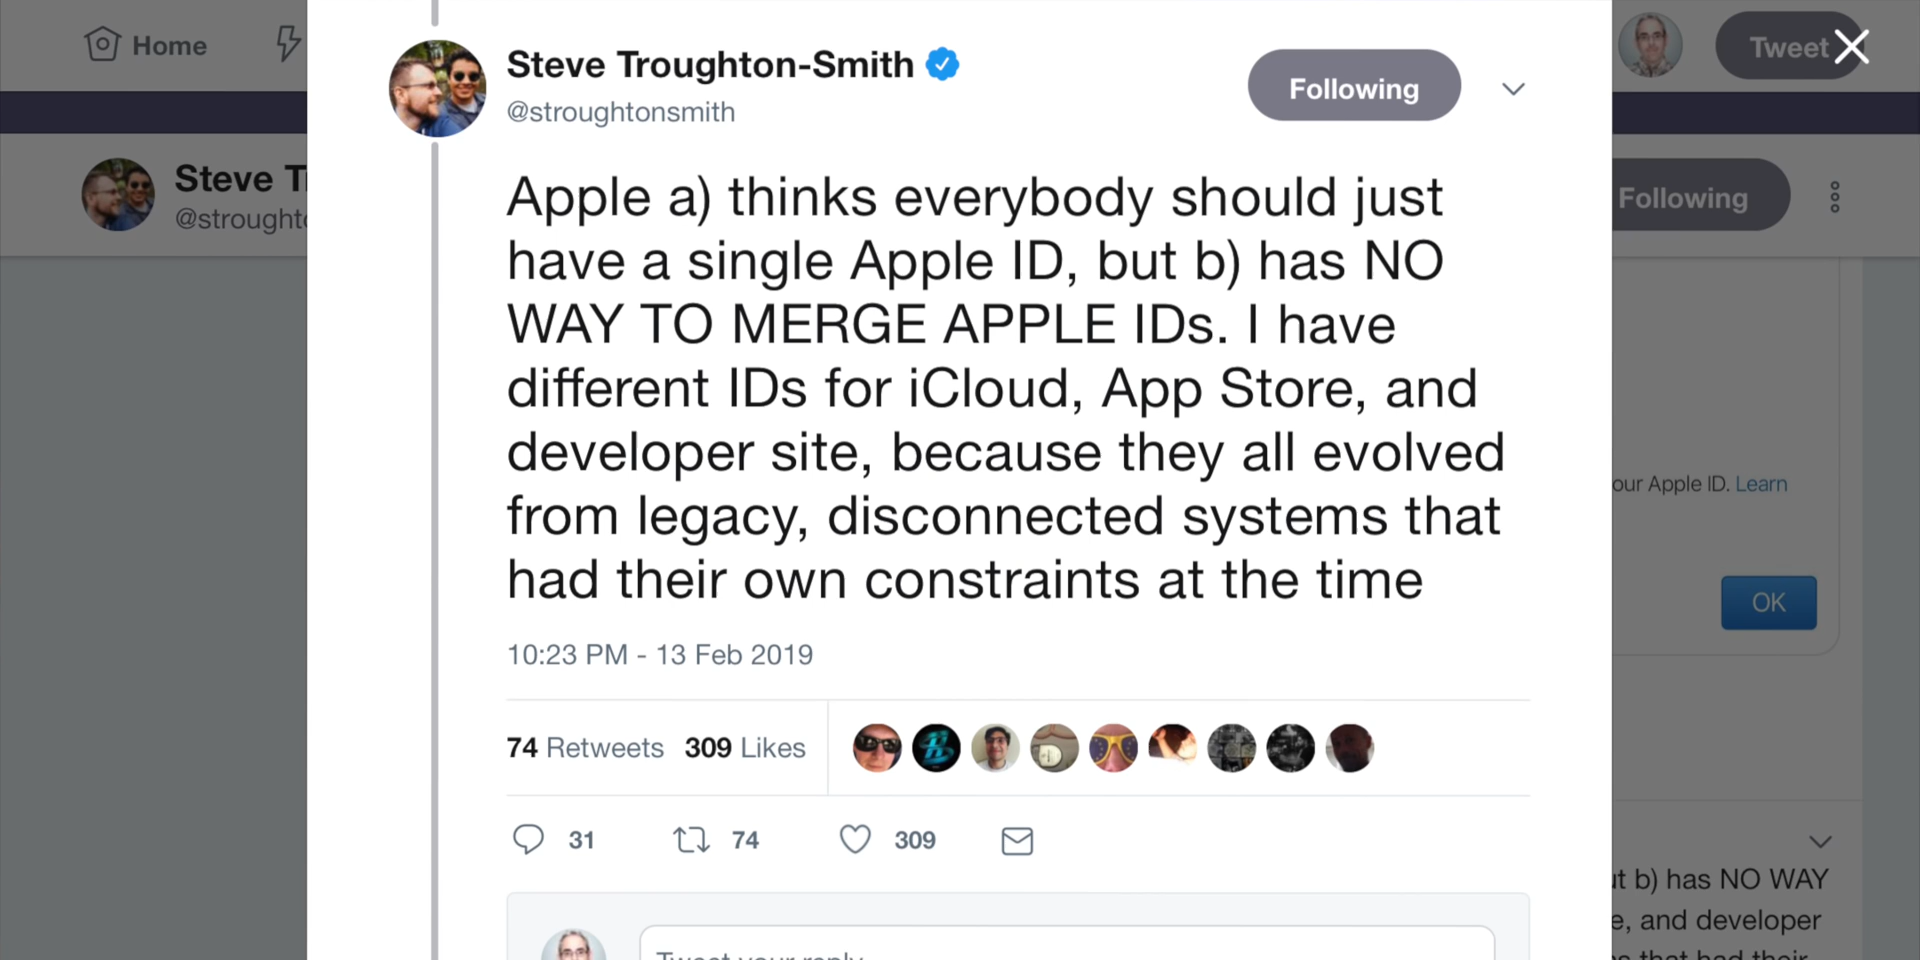 Home
Tweet
Steve Troughton-Smith
@stroughtonsmith
Following
Steve T
@strought
Following
Apple a) thinks everybody should just
have a single Apple ID, but b) has NO
WAY TO MERGE APPLE IDs. I have
different IDs for iCloud, App Store, and
developer site, because they all evolved
from legacy, disconnected systems that
had their own constraints at the time
our Apple ID. Learn
OK
10:23 PM - 13 Feb 2019
74 Retweets 309 Likes
31 74 309
ut b) has NO WAY
e, and developer
s that had their
Tweet your reply